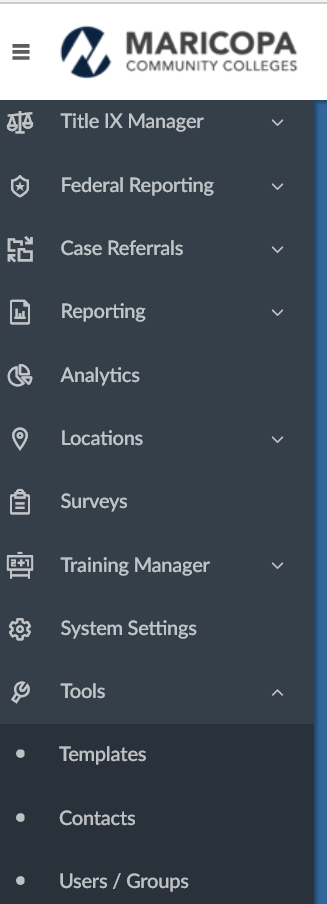 MARICOPA
COMMUNITY COLLEGES
Title IX Manager
Federal Reporting
Case Referrals
Reporting
Analytics
Locations
Surveys
Training Manager
System Settings
Tools
Templates
Contacts
Users / Groups